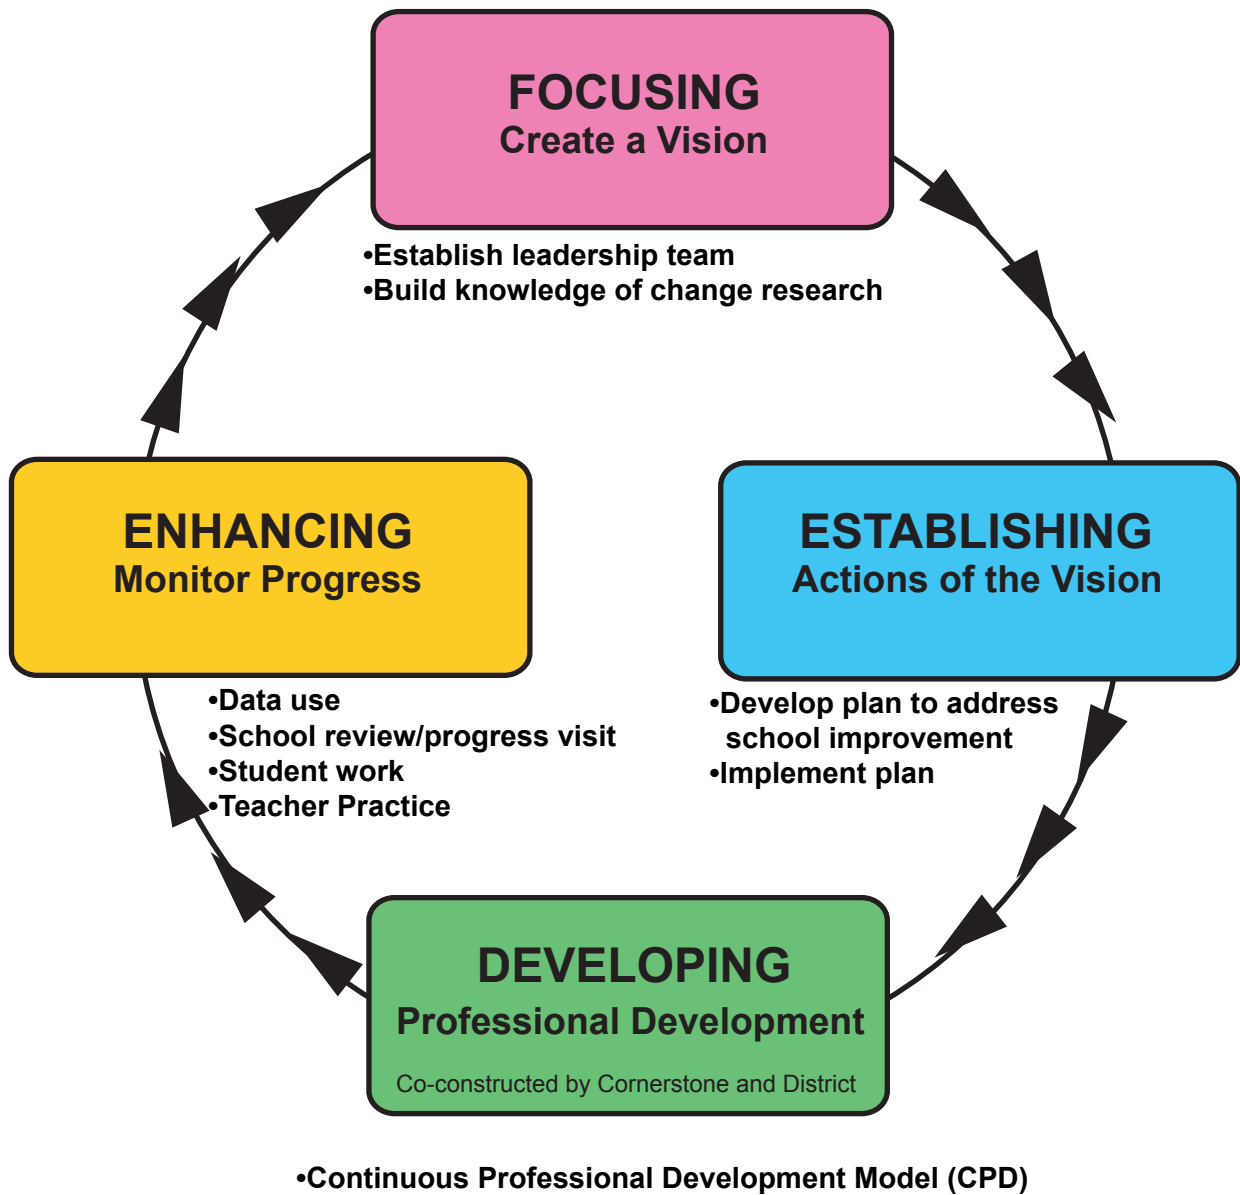 FOCUSING
Create a Vision
•Establish leadership team
•Build knowledge of change research
ENHANCING
Monitor Progress
•Data use
•School review/progress visit
•Student work
•Teacher Practice
ESTABLISHING
Actions of the Vision
•Develop plan to address
school improvement
•Implement plan
DEVELOPING
Professional Development
Co-constructed by Cornerstone and District
•Continuous Professional Development Model (CPD)